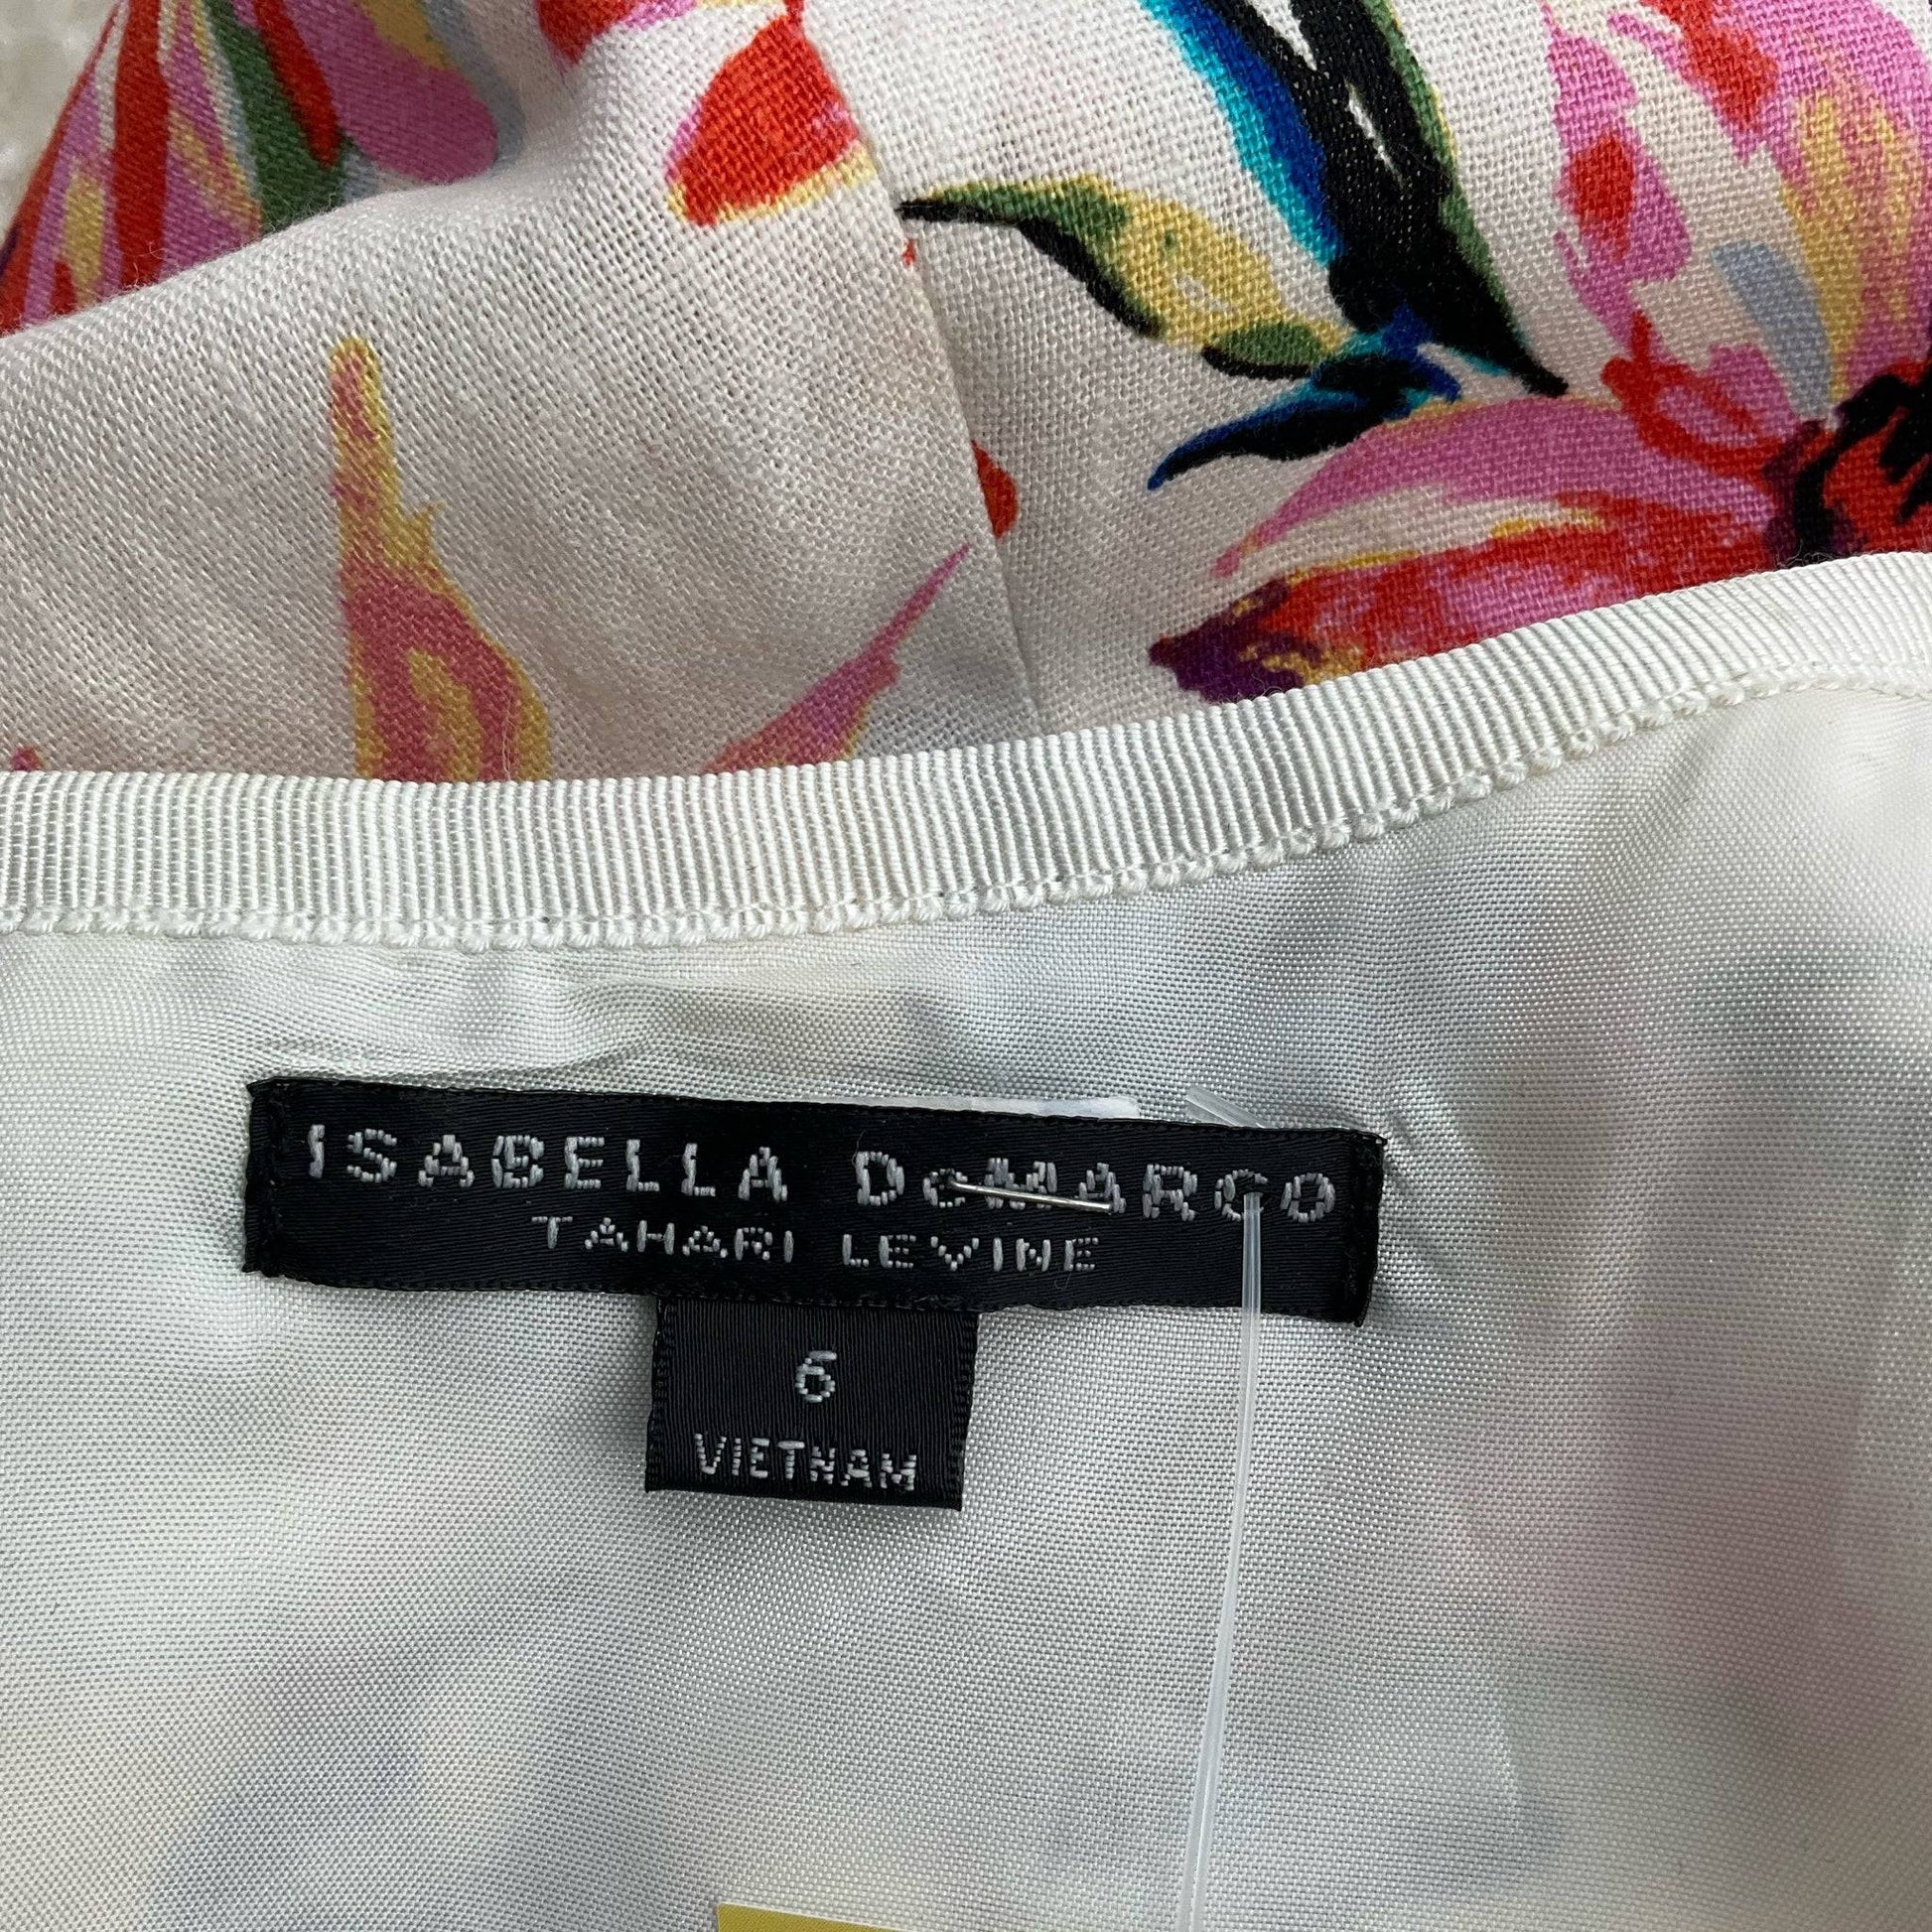 ISABELLA DeMARCO
TAHARI LEVINE
6
VIETNAM